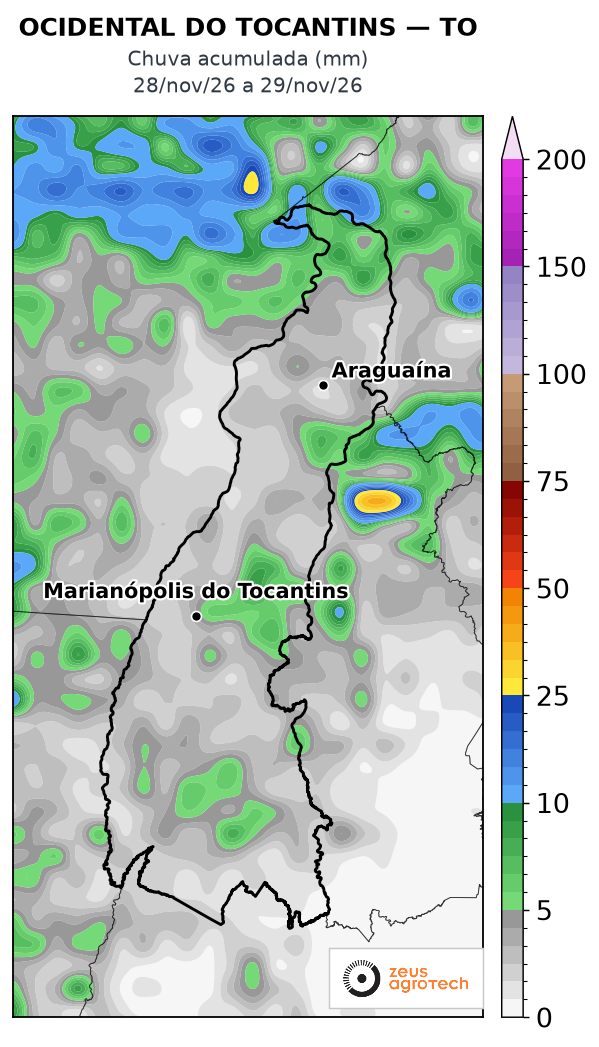 OCIDENTAL DO TOCANTINS — TO
Chuva acumulada (mm)
28/nov/26 a 29/nov/26
200
150
100
75
50
25
10
5
0
Araguaína
Marianópolis do Tocantins
zeus
agrotech